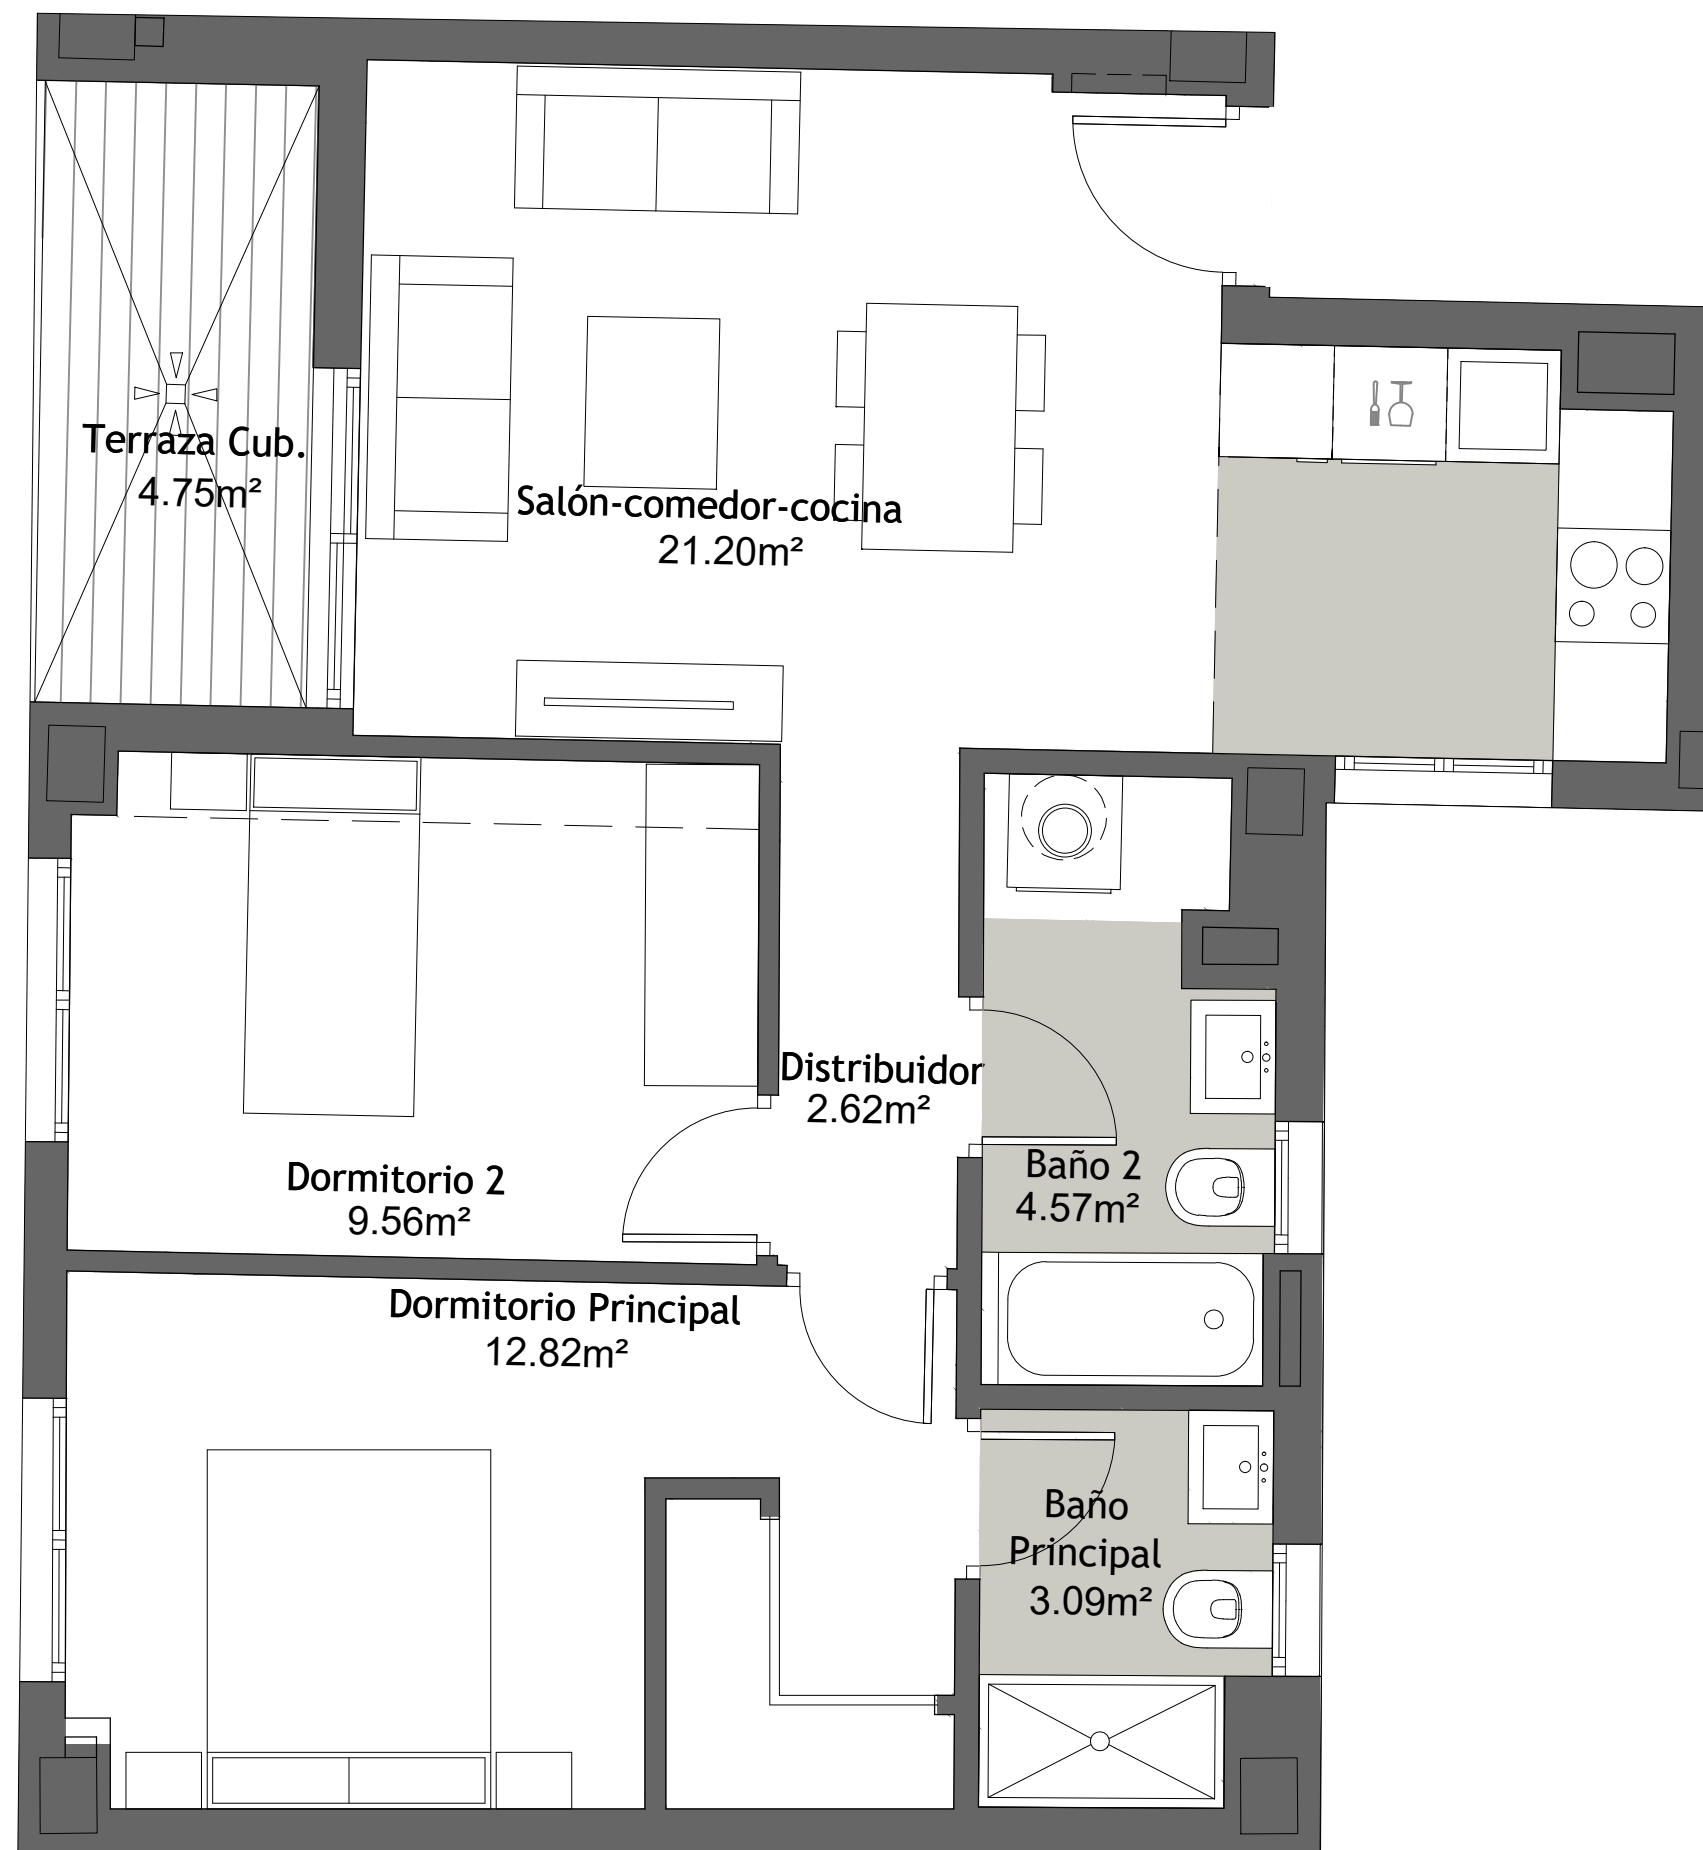 Terraza Cub.
4.75m²
Salón-comedor-cocina
21.20m²
Distribuidor
2.62m²
Dormitorio 2
9.56m²
Baño 2
4.57m²
Dormitorio Principal
12.82m²
Baño
Principal
3.09m²